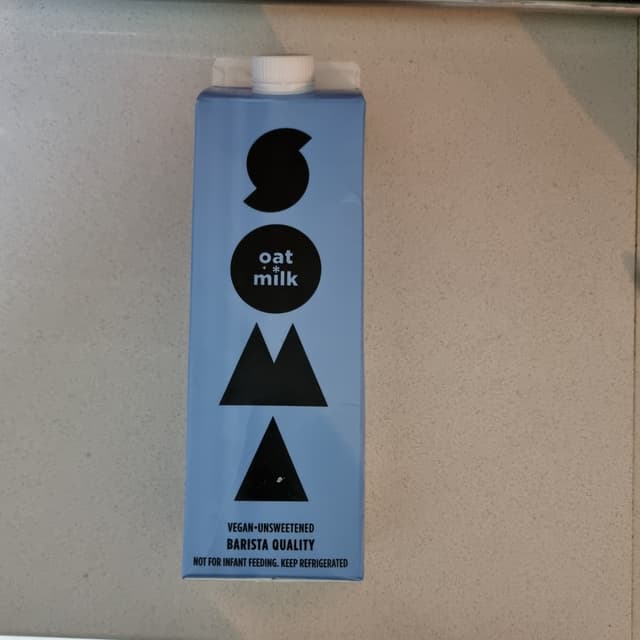 S
O
oat
*
milk
M
A
VEGAN•UNSWEETENED
BARISTA QUALITY
NOT FOR INFANT FEEDING. KEEP REFRIGERATED